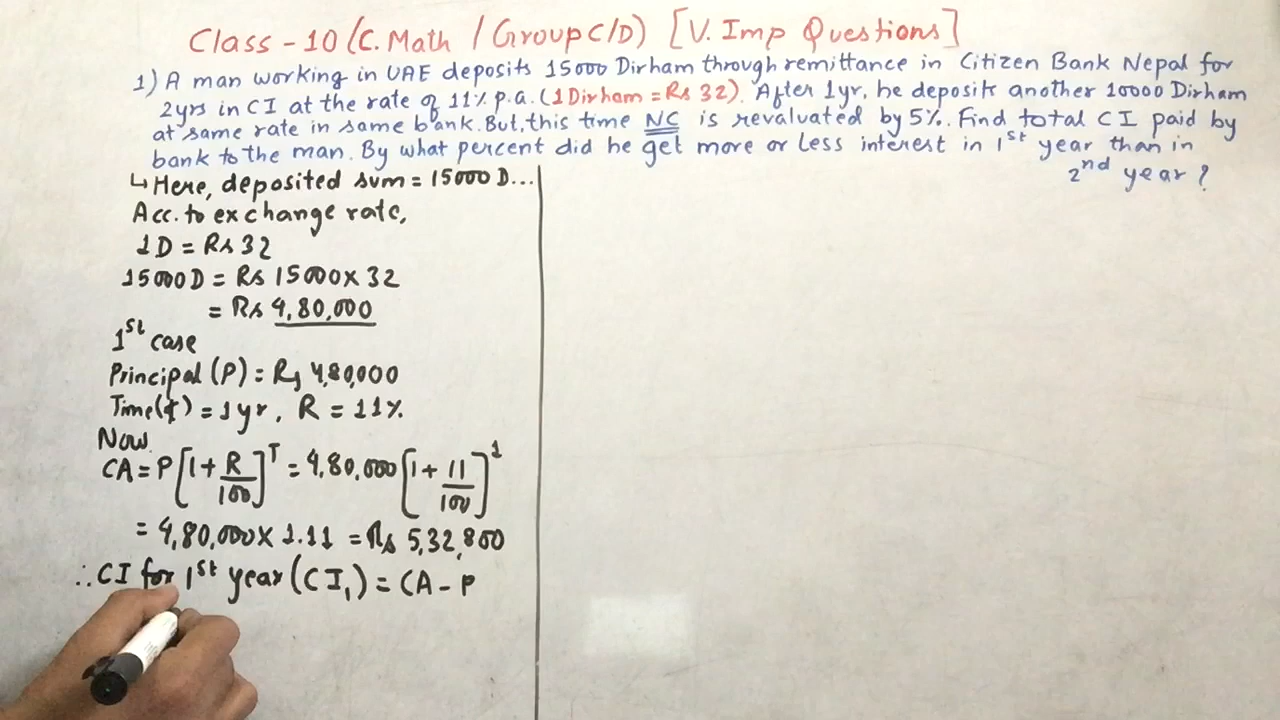 Class - 10 (C. Math / Group C/D) [V. Imp Questions]
1) A man working in UAE deposits 15000 Dirham through remittance in Citizen Bank Nepal for
2yrs in CI at the rate of 11% p.a. (1 Dirham = Rs 32). After 1yr, he deposits another 10000 Dirham
at same rate in same bank. But, this time NC is revaluated by 5%. Find total CI paid by
bank to the man. By what percent did he get more or less interest in 1st year than in
2nd year ?
↳ Here, deposited sum = 15000 D...
Acc. to exchange rate,
1D = Rs 32
15000D = Rs 15000 x 32
= Rs 4,80,000
1st case
Principal (P) = Rs 4,80,000
Time(t) = 1yr, R = 11%
Now
CA = P[1 + R/100]^T = 4,80,000[1 + 11/100]^1
= 4,80,000 x 1.11 = Rs 5,32,800
∴ CI for 1st year (CI₁) = CA - P